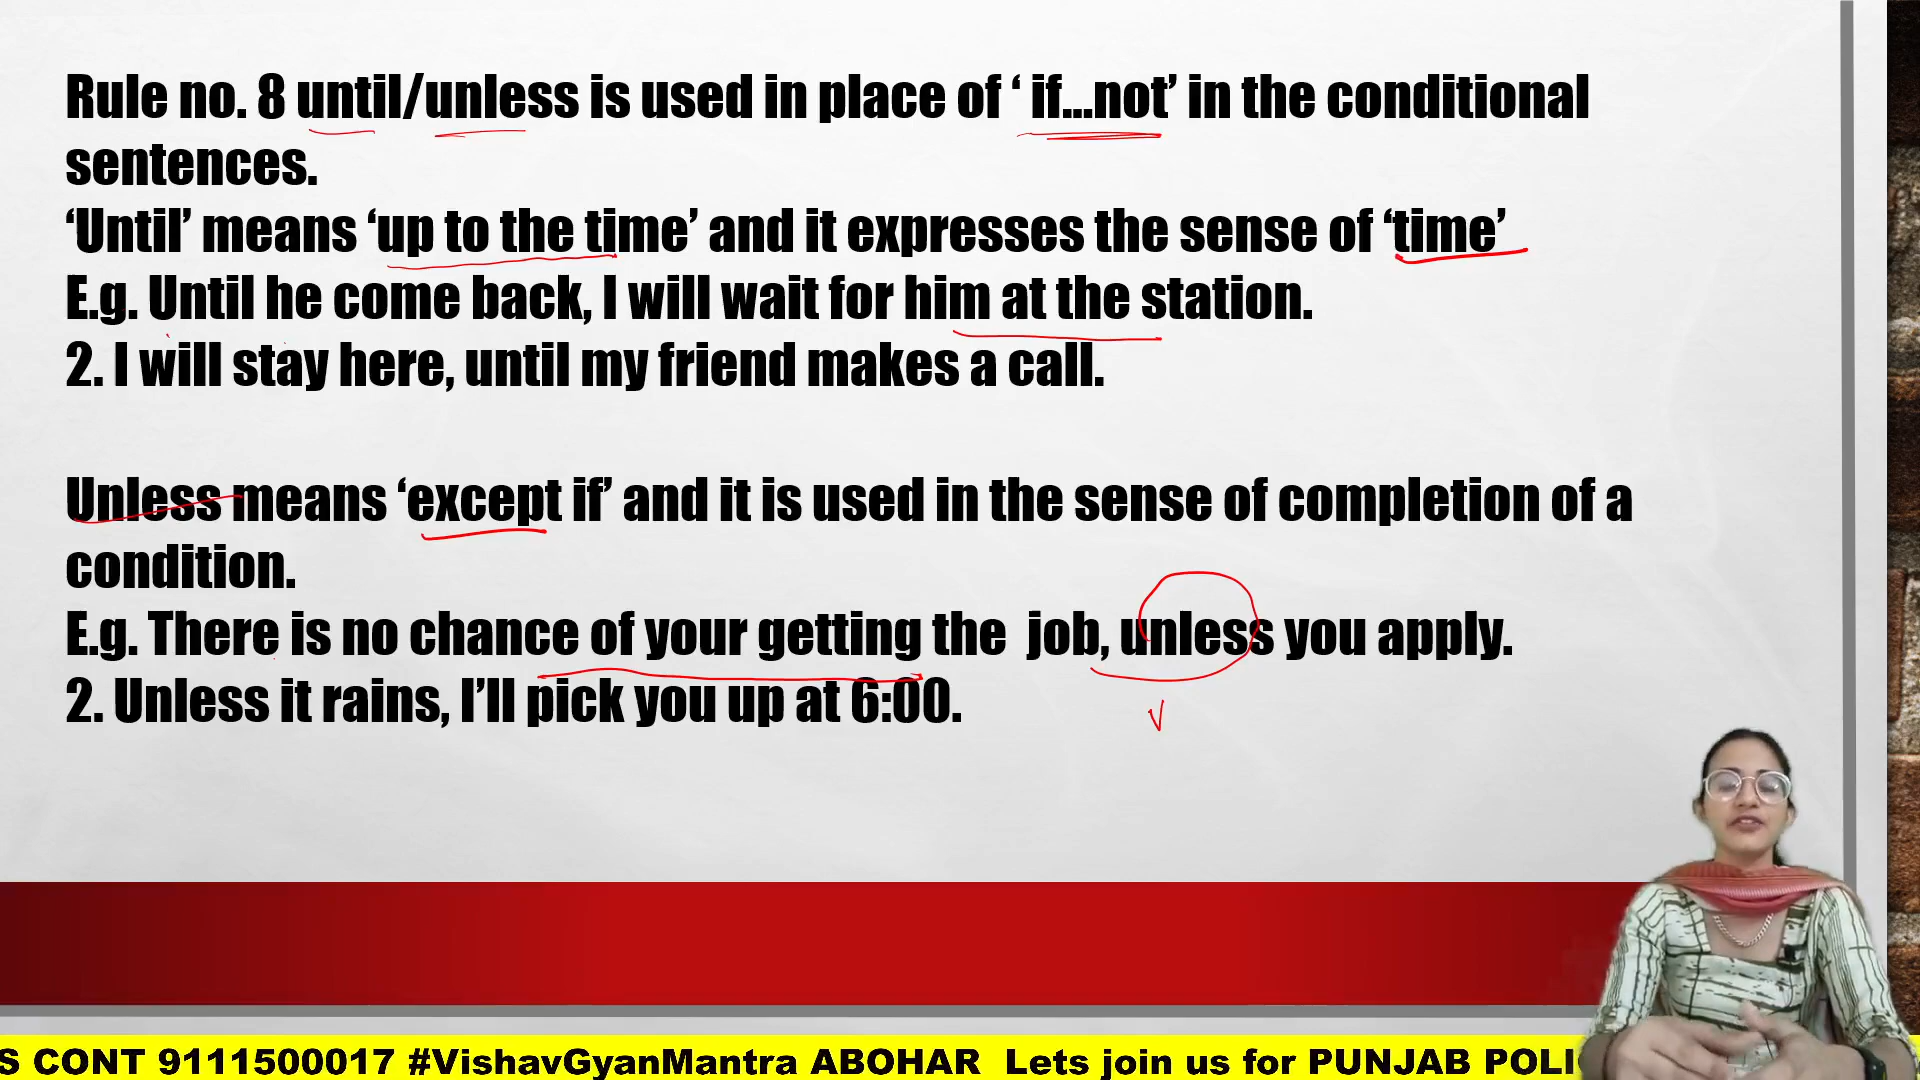 Rule no. 8 until/unless is used in place of ‘ if...not’ in the conditional
sentences.
‘Until’ means ‘up to the time’ and it expresses the sense of ‘time’
E.g. Until he come back, I will wait for him at the station.
2. I will stay here, until my friend makes a call.
Unless means ‘except if’ and it is used in the sense of completion of a
condition.
E.g. There is no chance of your getting the  job, unless you apply.
2. Unless it rains, I’ll pick you up at 6:00.
S CONT 9111500017 #VishavGyanMantra ABOHAR  Lets join us for PUNJAB POLI